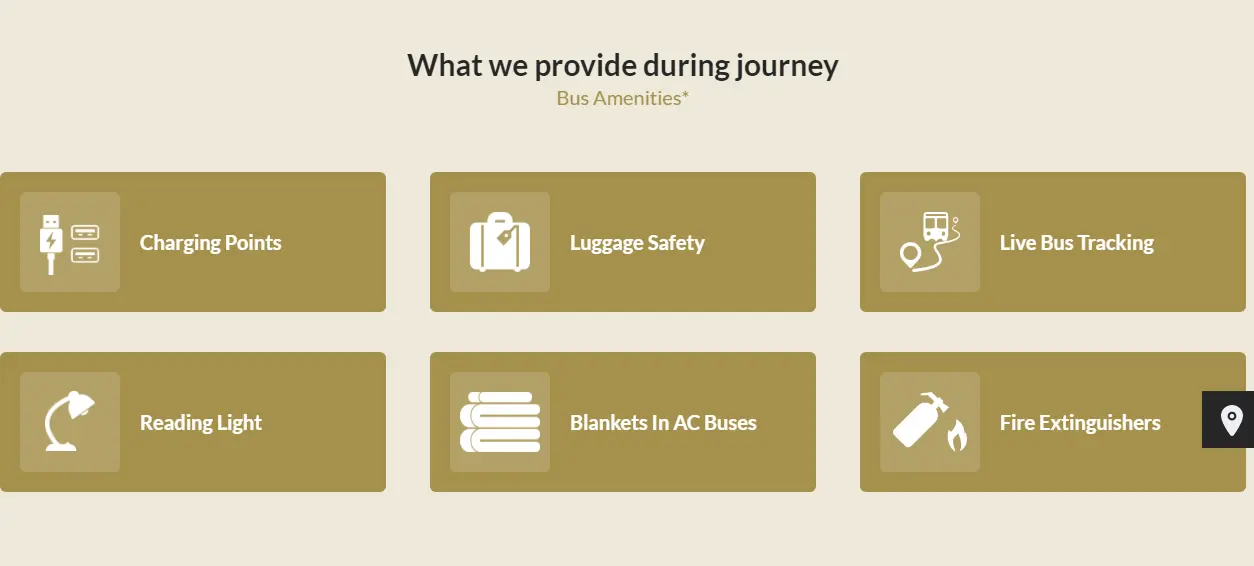 What we provide during journey
Bus Amenities*
Charging Points
Luggage Safety
Live Bus Tracking
Reading Light
Blankets In AC Buses
Fire Extinguishers